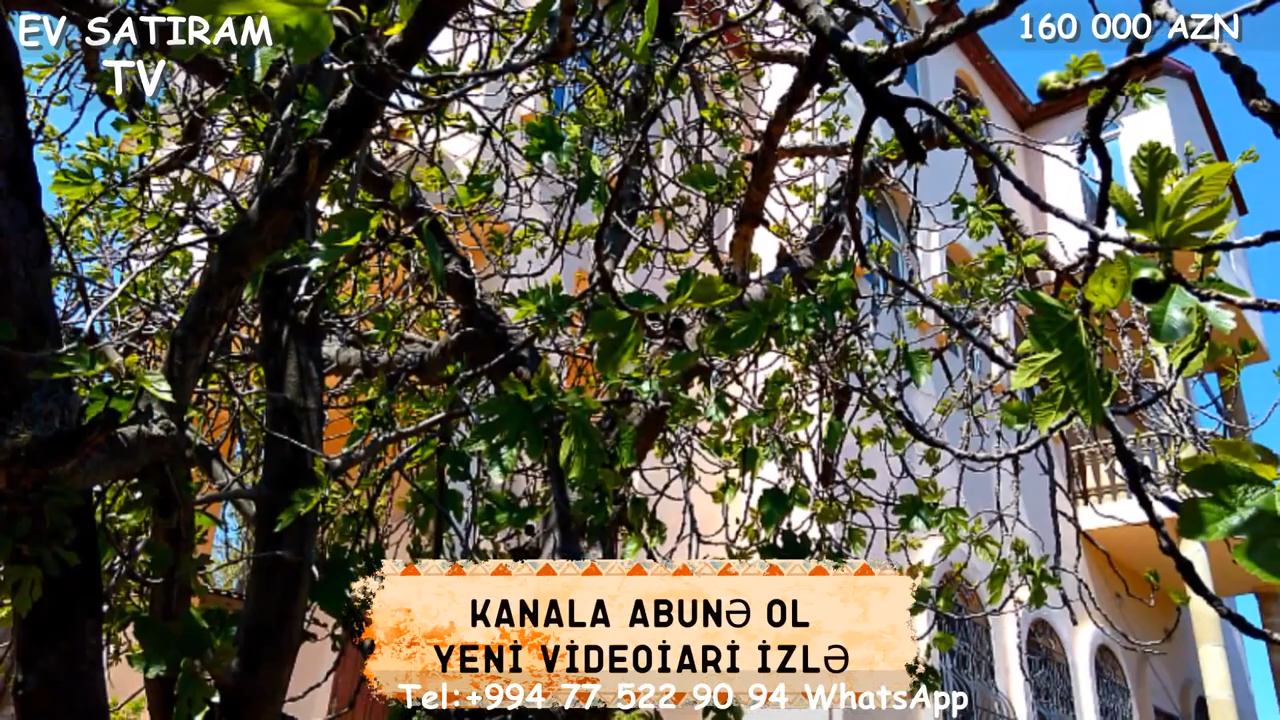 EV SATIRAM
TV
160 000 AZN
KANALA ABUNƏ OL
YENİ VİDEOİARİ İZLƏ
Tel:+994 77 522 90 94 WhatsApp